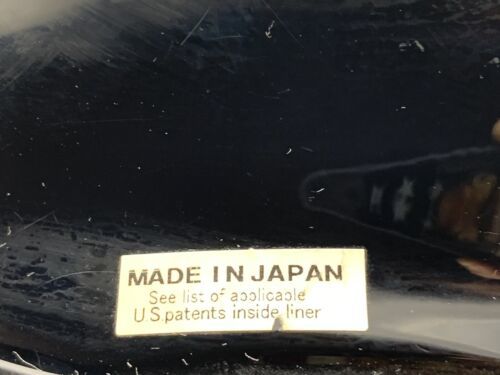 MADE IN JAPAN
See list of applicable
U S patents inside liner